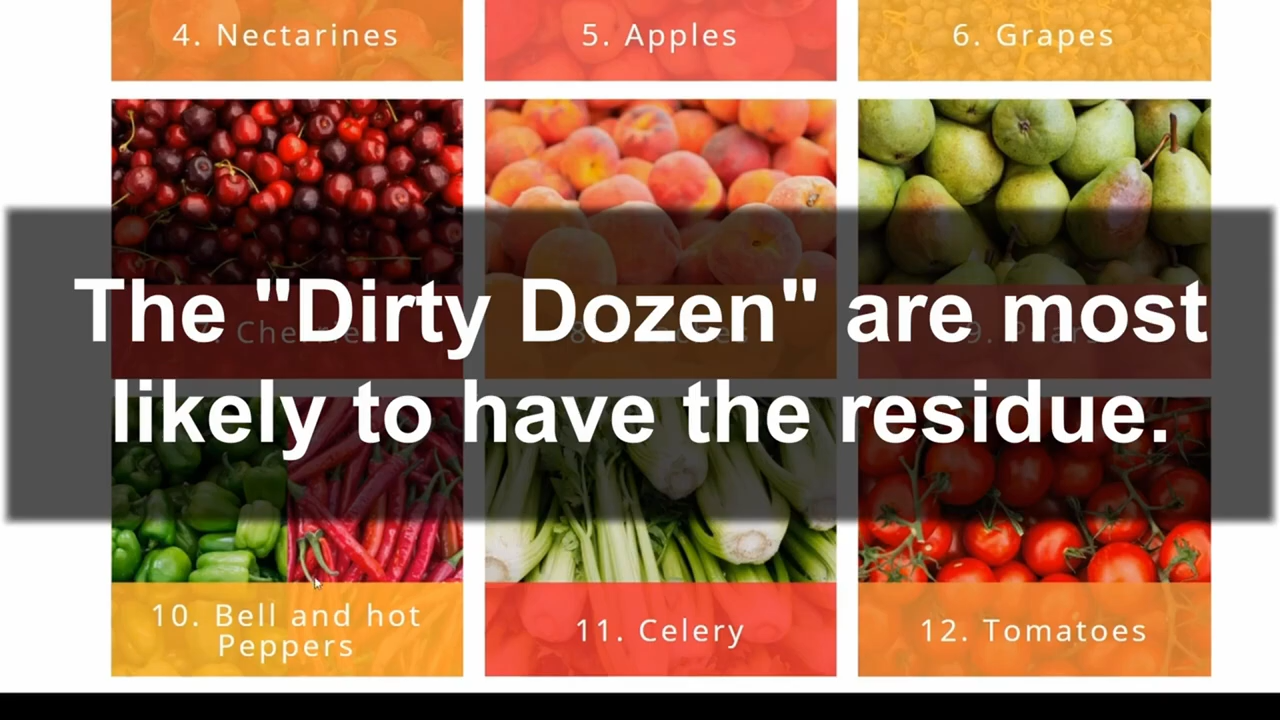 4. Nectarines
5. Apples
6. Grapes
The "Dirty Dozen" are most
likely to have the residue.
10. Bell and hot
Peppers
11. Celery
12. Tomatoes